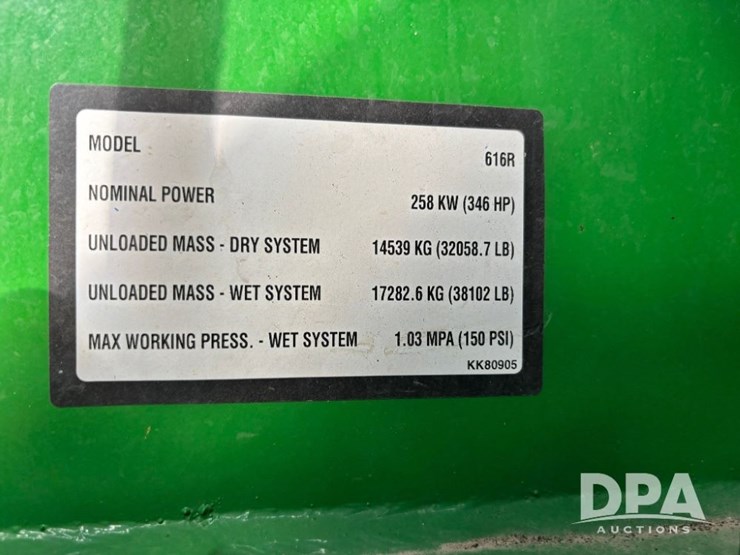 MODEL 616R
NOMINAL POWER 258 KW (346 HP)
UNLOADED MASS - DRY SYSTEM 14539 KG (32058.7 LB)
UNLOADED MASS - WET SYSTEM 17282.6 KG (38102 LB)
MAX WORKING PRESS. - WET SYSTEM 1.03 MPA (150 PSI)
KK80905
DPA
AUCTIONS